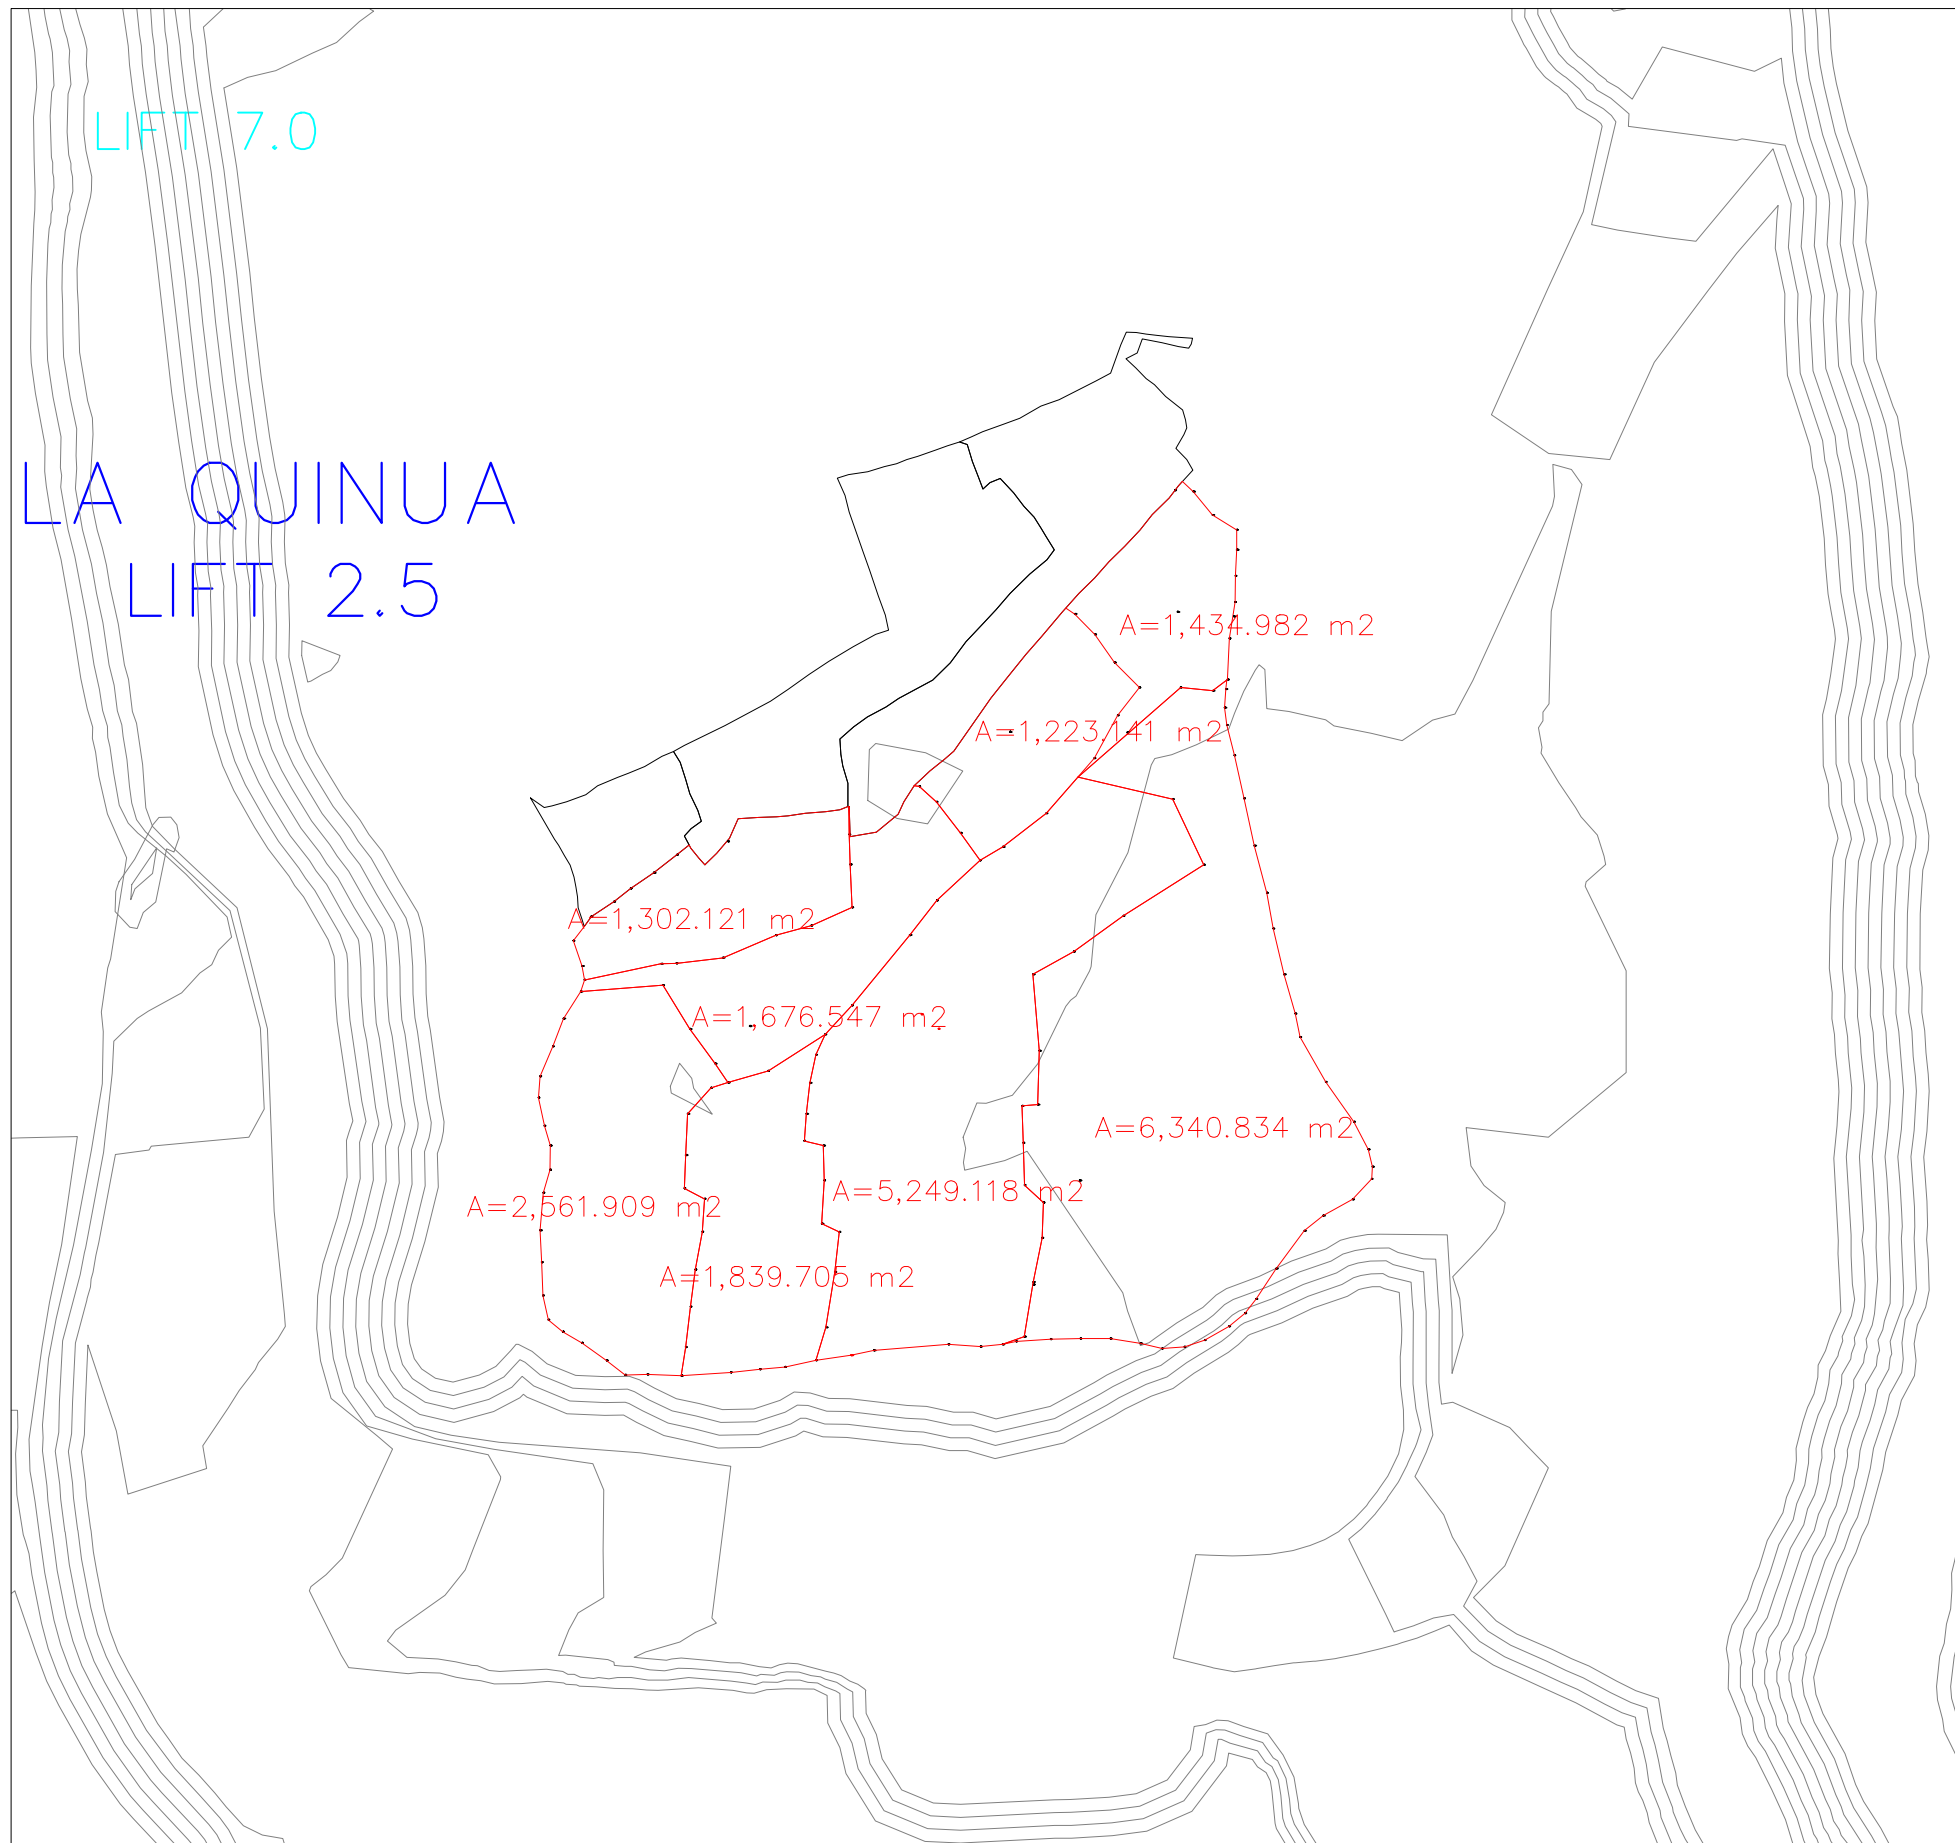 LIFT 7.0
LA QUINUA
LIFT 2.5
A=1,434.982 m2
A=1,223.141 m2
A=1,302.121 m2
A=1,676.547 m2
A=6,340.834 m2
A=5,249.118 m2
A=2,561.909 m2
A=1,839.705 m2